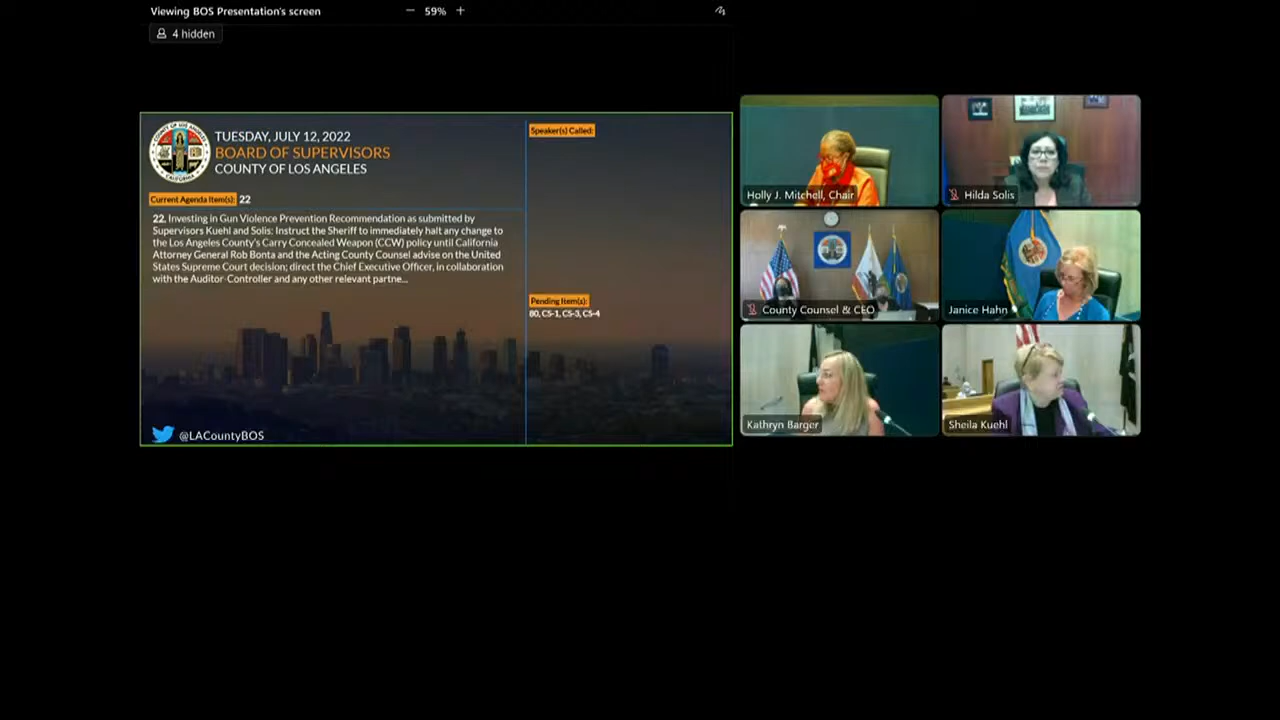 Viewing BOS Presentation's screen
59%
4 hidden
TUESDAY, JULY 12, 2022
BOARD OF SUPERVISORS
COUNTY OF LOS ANGELES
Current Agenda Item(s): 22
22. Investing in Gun Violence Prevention Recommendation as submitted by
Supervisors Kuehl and Solis: Instruct the Sheriff to immediately halt any change to
the Los Angeles County's Carry Concealed Weapon (CCW) policy until California
Attorney General Rob Bonta and the Acting County Counsel advise on the United
States Supreme Court decision; direct the Chief Executive Officer, in collaboration
with the Auditor-Controller and any other relevant partne...
@LACountyBOS
Speaker(s) Called:
Pending Item(s):
80, CS-1, CS-3, CS-4
Holly J. Mitchell, Chair
Hilda Solis
County Counsel & CEO
Janice Hahn
Kathryn Barger
Sheila Kuehl